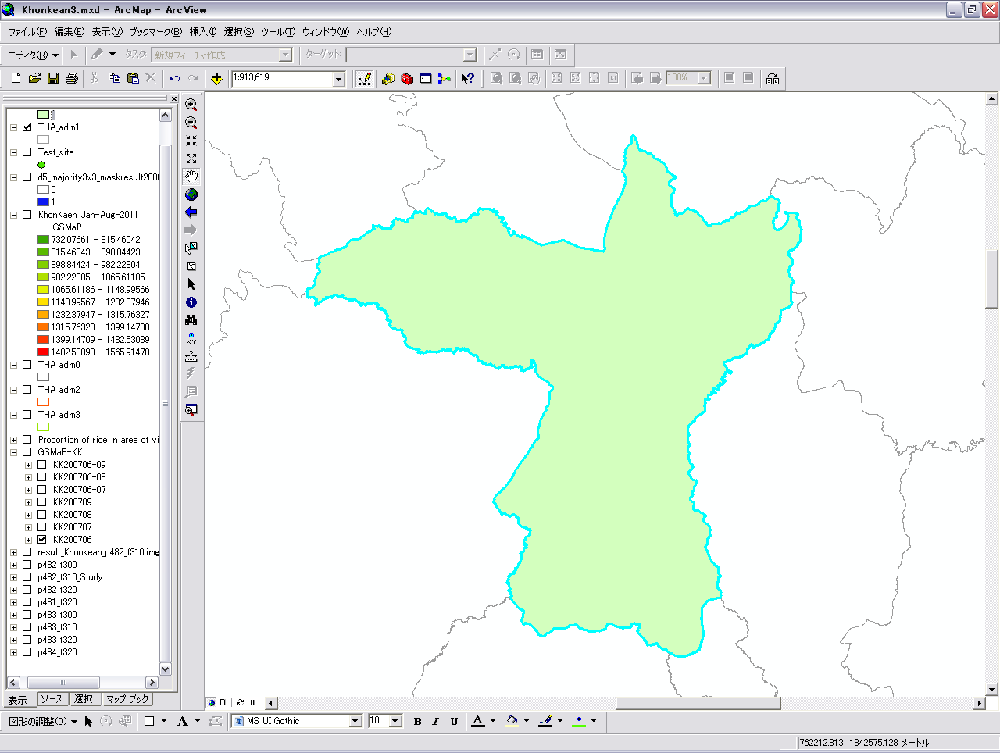 Khonkean3.mxd - ArcMap - ArcView
ファイル(F) 編集(E) 表示(V) ブックマーク(B) 挿入(I) 選択(S) ツール(T) ウィンドウ(W) ヘルプ(H)
エディタ(R) タスク: 新規フィーチャ作成 ターゲット:
1:913,619 100%
THA_adm1
Test_site
d5_majority3x3_maskresult200
0
1
KhonKaen_Jan-Aug-2011
GSMaP
732.07661 - 815.46042
815.46043 - 898.84423
898.84424 - 982.22804
982.22805 - 1065.61185
1065.61186 - 1148.99566
1148.99567 - 1232.37946
1232.37947 - 1315.76327
1315.76328 - 1399.14708
1399.14709 - 1482.53089
1482.53090 - 1565.91470
THA_adm0
THA_adm2
THA_adm3
Proportion of rice in area of vi
GSMaP-KK
KK200706-09
KK200706-08
KK200706-07
KK200709
KK200708
KK200707
KK200706
result_Khonkean_p482_f310.img
p482_f300
p482_f310_Study
p482_f320
p481_f320
p483_f300
p483_f310
p483_f320
p484_f320
表示 ソース 選択 マップ ブック
図形の調整(D) A MS UI Gothic 10 B I U A
762212.813 1842575.128 メートル